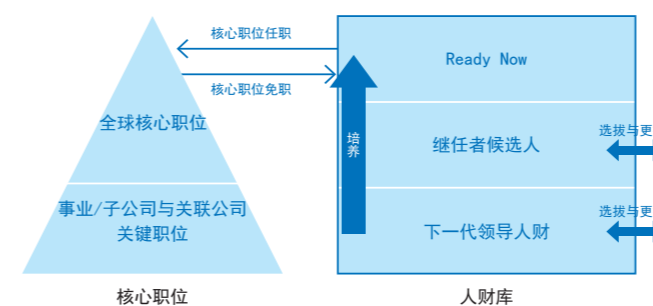 核心职位任职
核心职位免职
全球核心职位
事业/子公司与关联公司
关键职位
核心职位
Ready Now
培养
继任者候选人
下一代领导人财
选拔与更
选拔与更
人财库